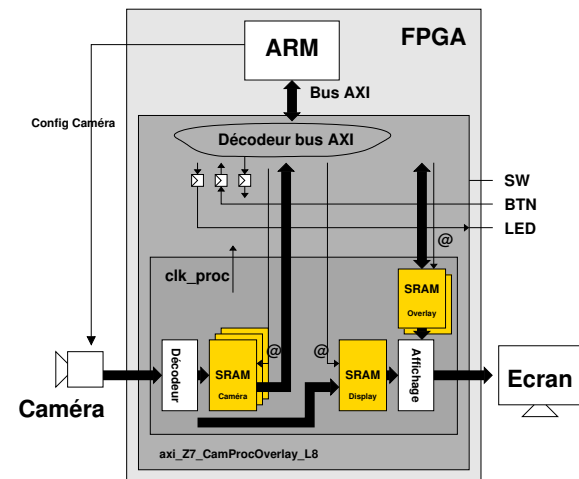 FPGA
ARM
Bus AXI
Config Caméra
Décodeur bus AXI
SW
BTN
LED
@
clk_proc
SRAM
Overlay
@
@
Décodeur
SRAM
Caméra
SRAM
Display
Affichage
Ecran
Caméra
axi_Z7_CamProcOverlay_L8